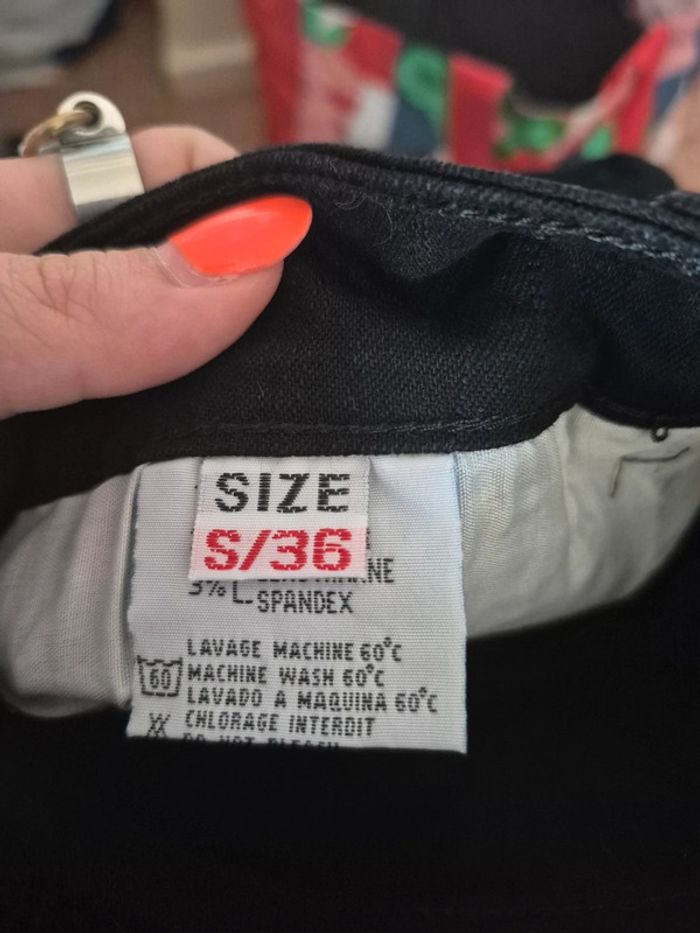 SIZE
S/36
3%
SPANDEX
LAVAGE MACHINE 60°C
60 MACHINE WASH 60°C
LAVADO A MAQUINA 60°C
CHLORAGE INTERDIT